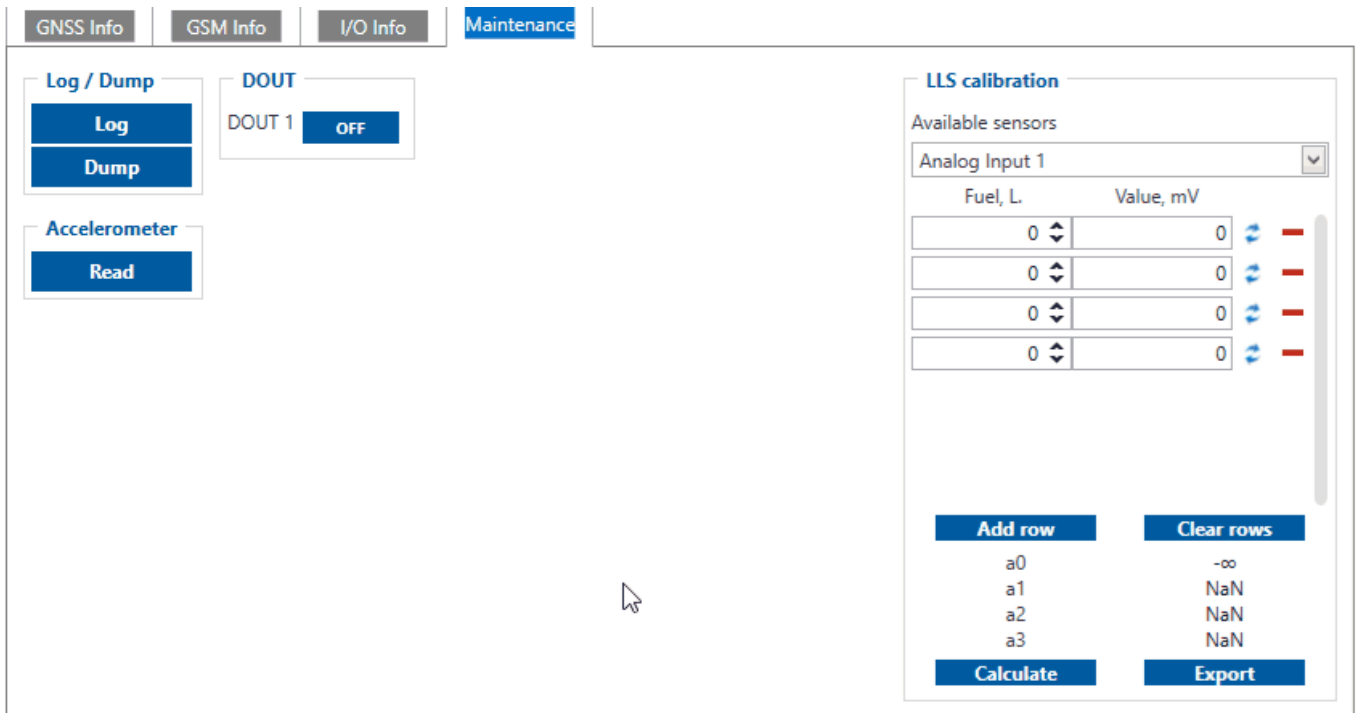 GNSS Info GSM Info I/O Info Maintenance
Log / Dump
Log
Dump
DOUT
DOUT 1 OFF
Accelerometer
Read
LLS calibration
Available sensors
Analog Input 1
Fuel, L. Value, mV
0 0
0 0
0 0
0 0
Add row Clear rows
a0 -∞
a1 NaN
a2 NaN
a3 NaN
Calculate Export